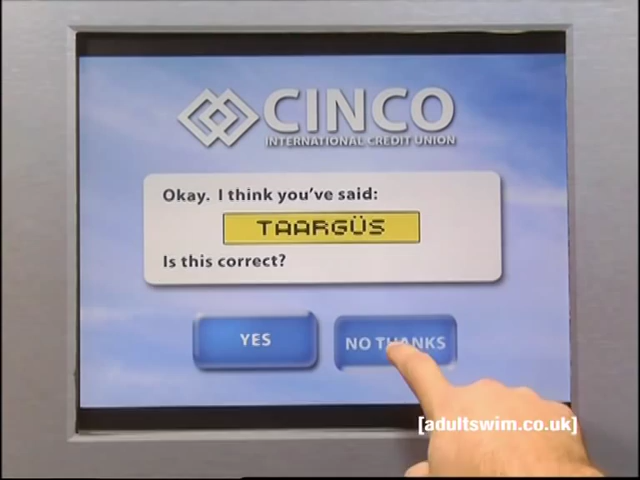 CINCO
INTERNATIONAL CREDIT UNION
Okay. I think you've said:
TAARGÜS
Is this correct?
YES
NO THANKS
[adultswim.co.uk]